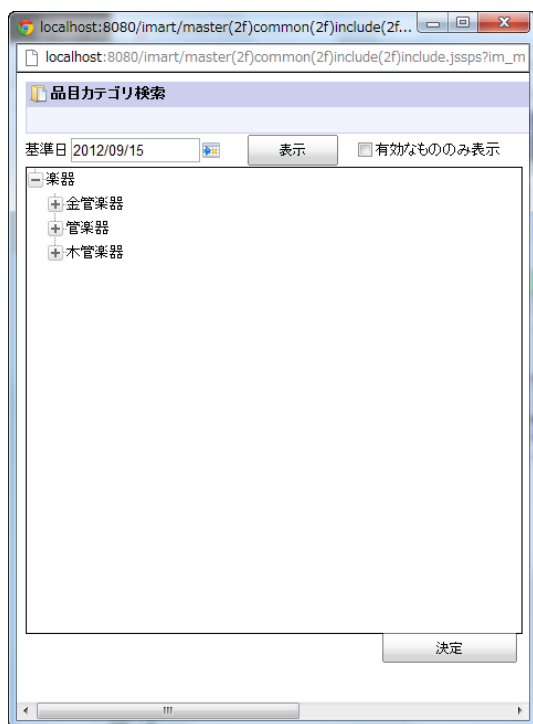 localhost:8080/imart/master(2f)common(2f)include(2f...
localhost:8080/imart/master(2f)common(2f)include(2f)include.jssps?im_m
品目カテゴリ検索
基準日 2012/09/15 表示 有効なもののみ表示
楽器
金管楽器
管楽器
木管楽器
決定